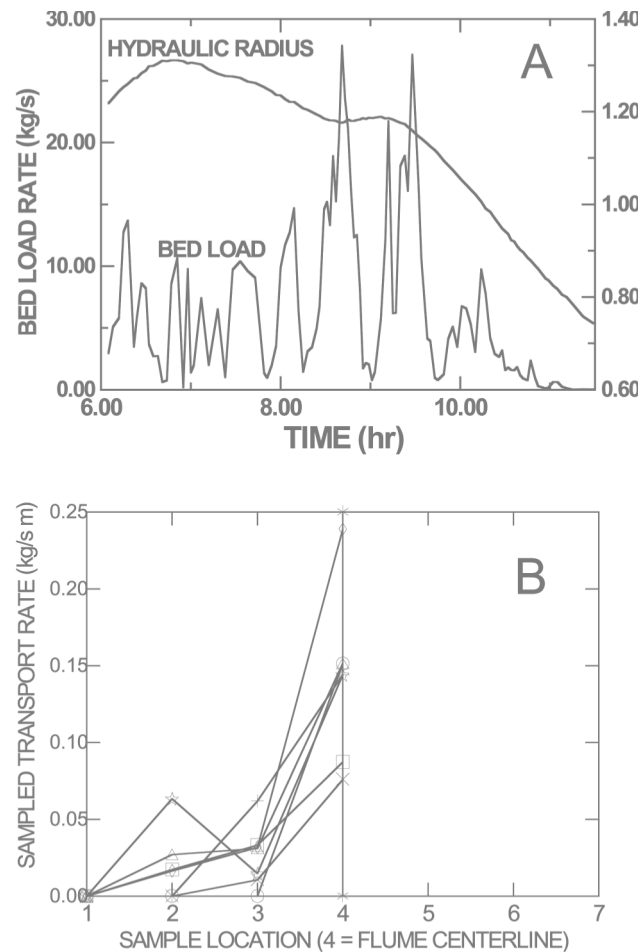 30.00
HYDRAULIC RADIUS
A
1.40
20.00
1.20
1.00
BED LOAD
10.00
0.80
0.00
0.60
6.00 8.00 10.00
TIME (hr)
BED LOAD RATE (kg/s)
0.25
B
0.20
0.15
0.10
0.05
0.00
1 2 3 4 5 6 7
SAMPLE LOCATION (4 = FLUME CENTERLINE)
SAMPLED TRANSPORT RATE (kg/s m)